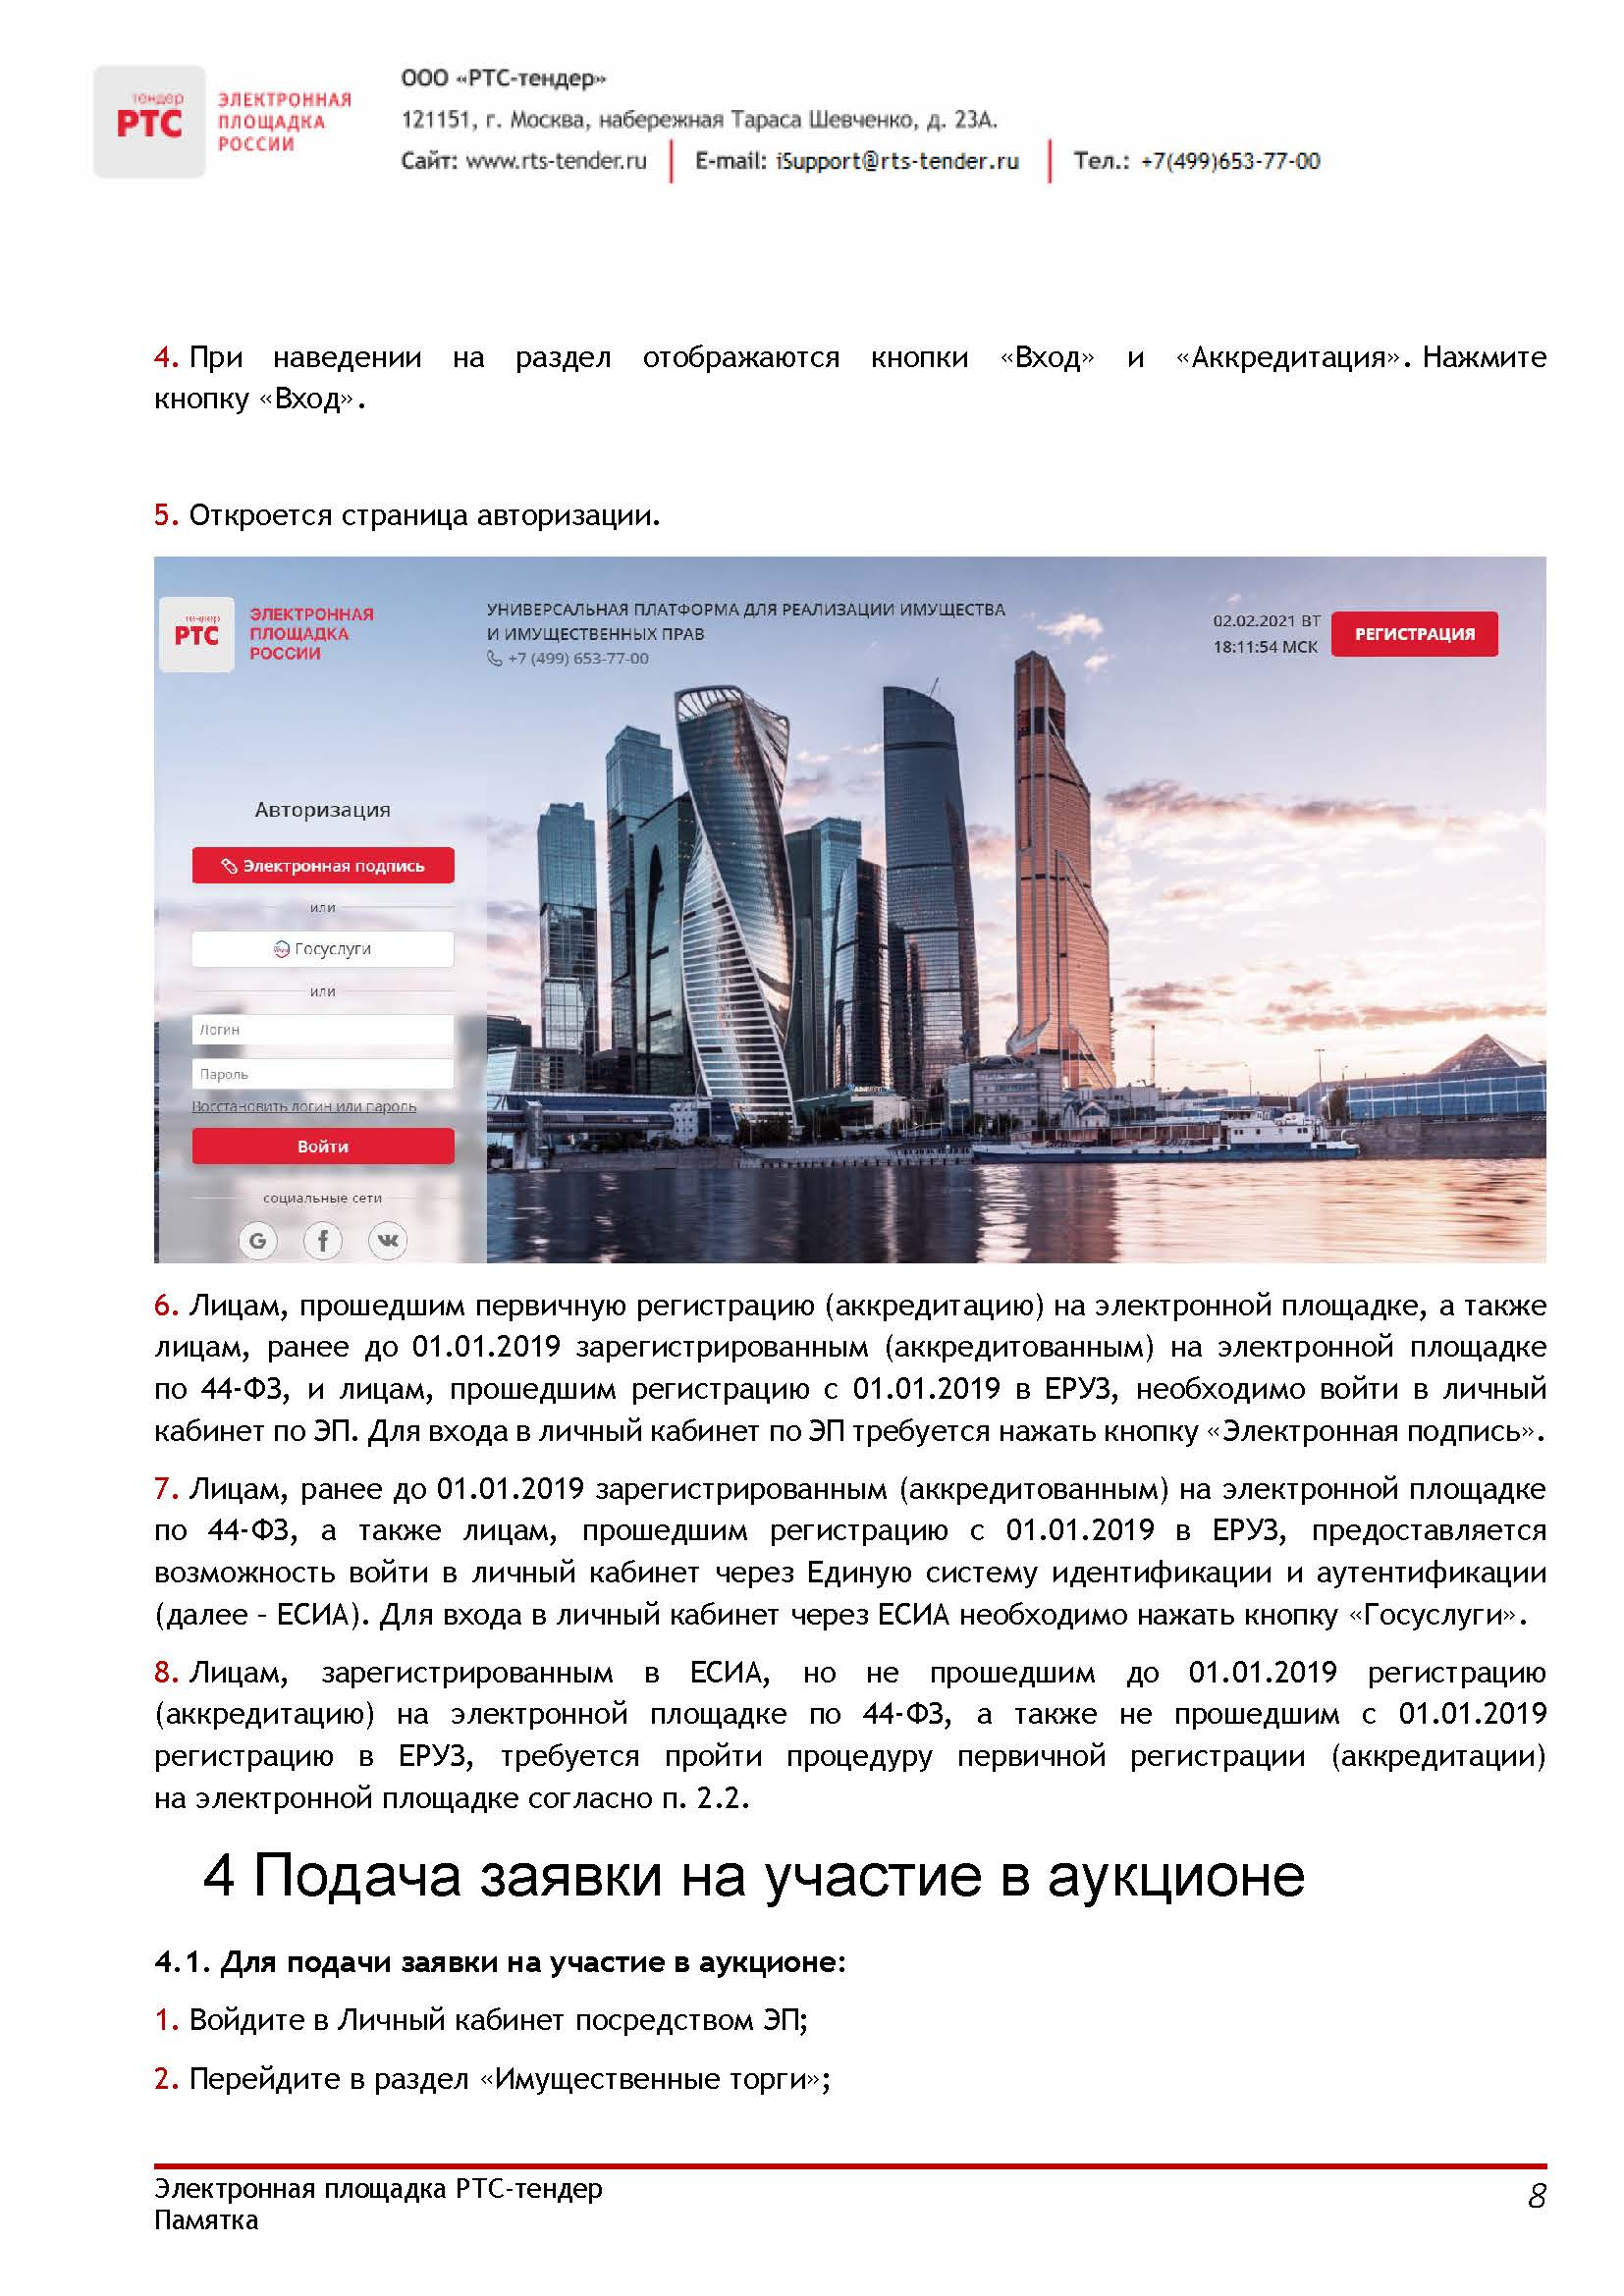 тендер
РТС
ЭЛЕКТРОННАЯ
ПЛОЩАДКА
РОССИИ
ООО «РТС-тендер»
121151, г. Москва, набережная Тараса Шевченко, д. 23А.
Сайт: www.rts-tender.ru E-mail: iSupport@rts-tender.ru Тел.: +7(499)653-77-00
4. При наведении на раздел отображаются кнопки «Вход» и «Аккредитация». Нажмите
кнопку «Вход».
5. Откроется страница авторизации.
тендер
РТС
ЭЛЕКТРОННАЯ
ПЛОЩАДКА
РОССИИ
УНИВЕРСАЛЬНАЯ ПЛАТФОРМА ДЛЯ РЕАЛИЗАЦИИ ИМУЩЕСТВА
И ИМУЩЕСТВЕННЫХ ПРАВ
+7 (499) 653-77-00
02.02.2021 ВТ
18:11:54 МСК
РЕГИСТРАЦИЯ
Авторизация
Электронная подпись
или
Госуслуги
или
Логин
Пароль
Восстановить логин или пароль
Войти
социальные сети
6. Лицам, прошедшим первичную регистрацию (аккредитацию) на электронной площадке, а также
лицам, ранее до 01.01.2019 зарегистрированным (аккредитованным) на электронной площадке
по 44-ФЗ, и лицам, прошедшим регистрацию с 01.01.2019 в ЕРУЗ, необходимо войти в личный
кабинет по ЭП. Для входа в личный кабинет по ЭП требуется нажать кнопку «Электронная подпись».
7. Лицам, ранее до 01.01.2019 зарегистрированным (аккредитованным) на электронной площадке
по 44-ФЗ, а также лицам, прошедшим регистрацию с 01.01.2019 в ЕРУЗ, предоставляется
возможность войти в личный кабинет через Единую систему идентификации и аутентификации
(далее – ЕСИА). Для входа в личный кабинет через ЕСИА необходимо нажать кнопку «Госуслуги».
8. Лицам, зарегистрированным в ЕСИА, но не прошедшим до 01.01.2019 регистрацию
(аккредитацию) на электронной площадке по 44-ФЗ, а также не прошедшим с 01.01.2019
регистрацию в ЕРУЗ, требуется пройти процедуру первичной регистрации (аккредитации)
на электронной площадке согласно п. 2.2.
4 Подача заявки на участие в аукционе
4.1. Для подачи заявки на участие в аукционе:
1. Войдите в Личный кабинет посредством ЭП;
2. Перейдите в раздел «Имущественные торги»;
Электронная площадка РТС-тендер
Памятка
8